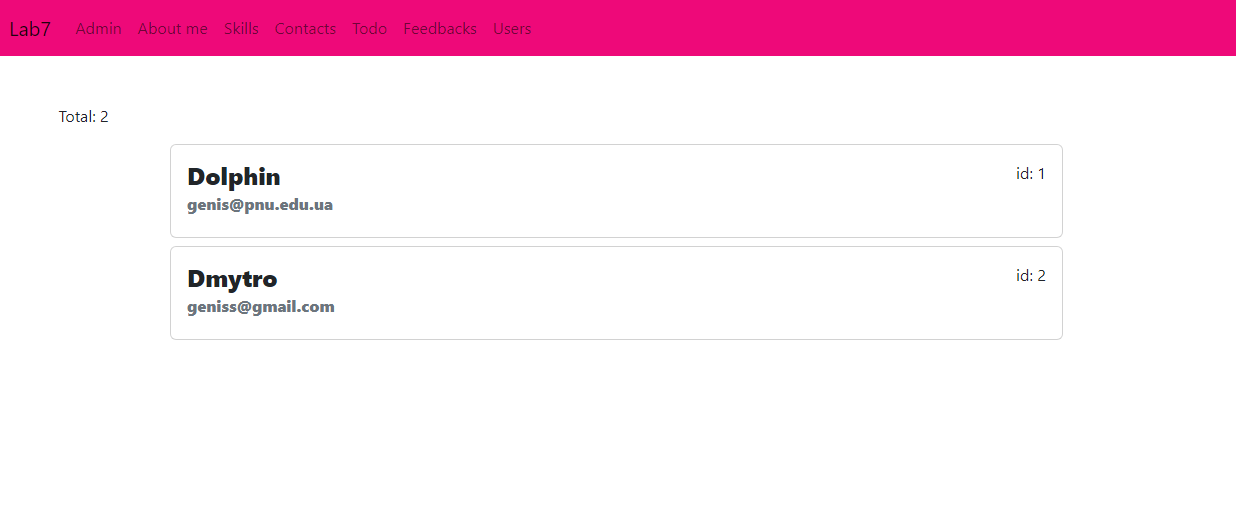 Lab7 Admin About me Skills Contacts Todo Feedbacks Users
Total: 2
Dolphin id: 1
genis@pnu.edu.ua
Dmytro id: 2
geniss@gmail.com